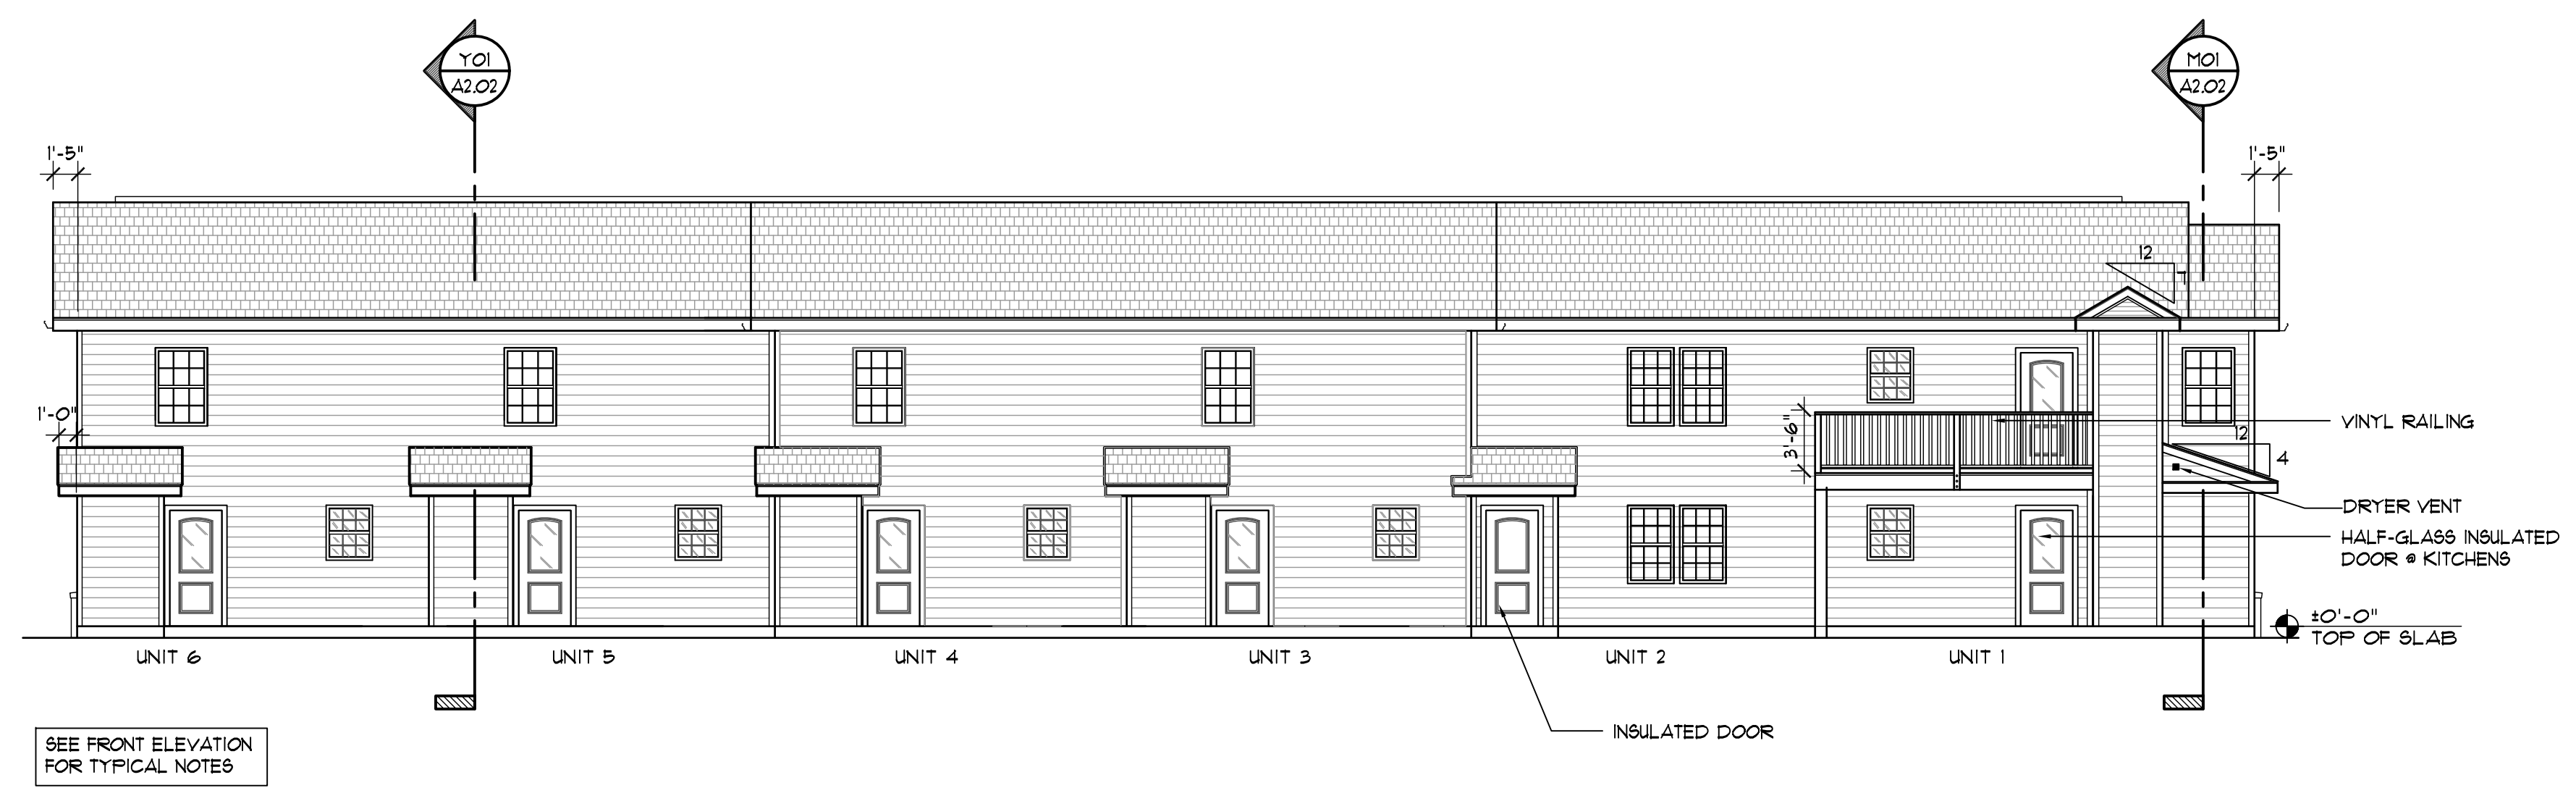 Y01
A2.02
M01
A2.02
1'-5"
1'-5"
12
7
1'-0"
3'-6"
VINYL RAILING
12
4
DRYER VENT
HALF-GLASS INSULATED
DOOR @ KITCHENS
±0'-0"
TOP OF SLAB
UNIT 6
UNIT 5
UNIT 4
UNIT 3
UNIT 2
UNIT 1
INSULATED DOOR
SEE FRONT ELEVATION
FOR TYPICAL NOTES